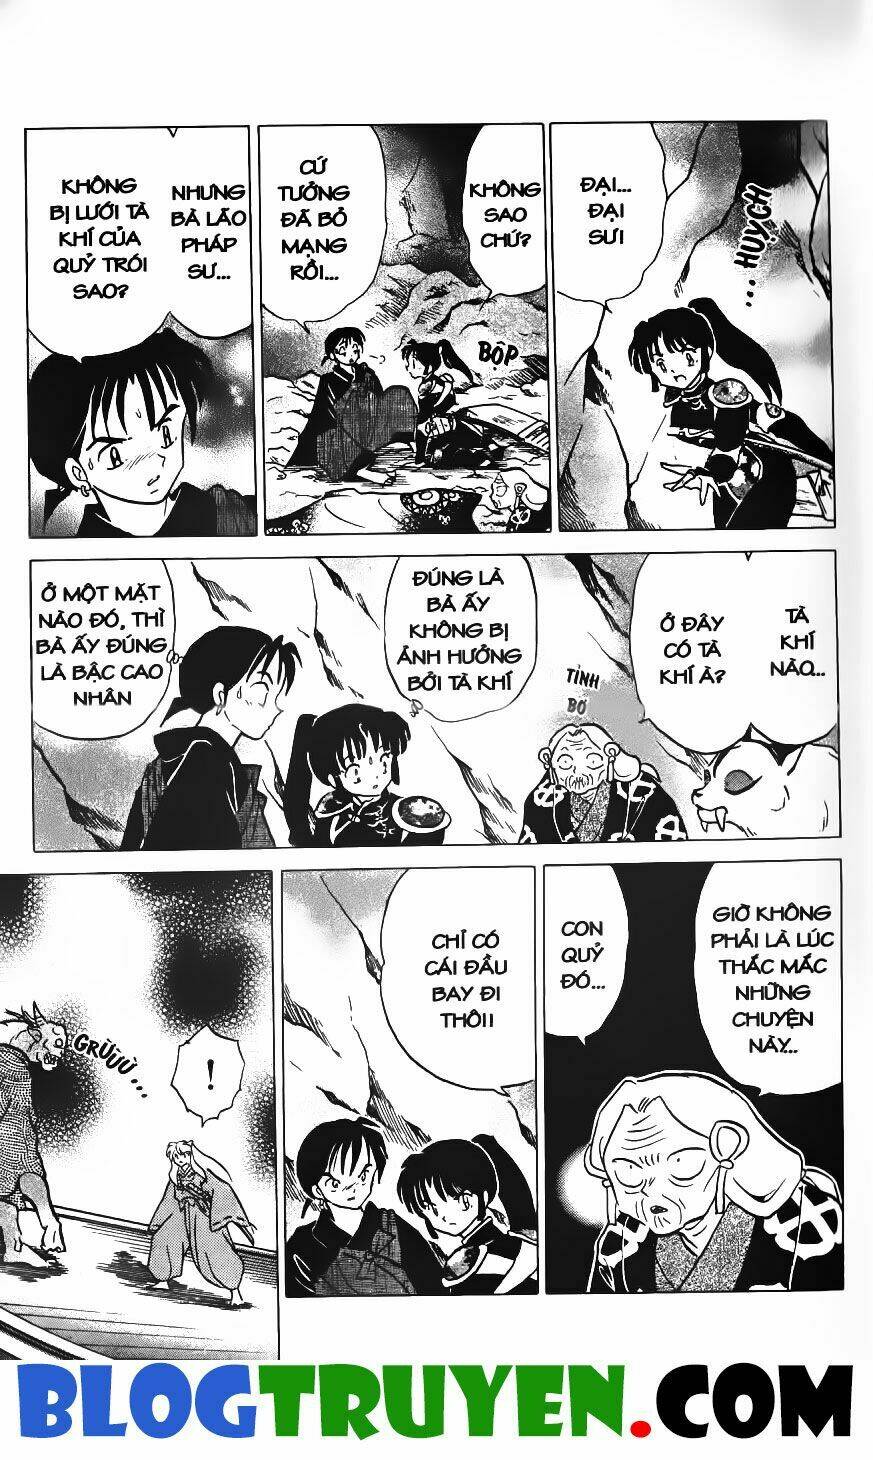 ĐẠI...
ĐẠI
SƯ!
... HUỴCH
KHÔNG
SAO
CHỨ?
CỨ
TƯỞNG
ĐÃ BỎ
MẠNG
RỒI...
BỘP
NHƯNG
BÀ LÃO
PHÁP
SƯ...
KHÔNG
BỊ LƯỚI TÀ
KHÍ CỦA
QUỶ TRÓI
SAO?
TÀ
KHÍ
NÀO...
Ở ĐÂY
CÓ TÀ
KHÍ À?
TỈNH
BƠ
ĐÚNG LÀ
BÀ ẤY
KHÔNG BỊ
ẢNH HƯỞNG
BỞI TÀ KHÍ
Ở MỘT MẶT
NÀO ĐÓ, THÌ
BÀ ẤY ĐÚNG
LÀ BẬC CAO
NHÂN
GIỜ KHÔNG
PHẢI LÀ LÚC
THẮC MẮC
NHỮNG
CHUYỆN
NÀY...
CON
QUỶ
ĐÓ...
CHỈ CÓ
CÁI ĐẦU
BAY ĐI
THÔI!
!
GRỪÙÙ...
BLOGTRUYEN.COM